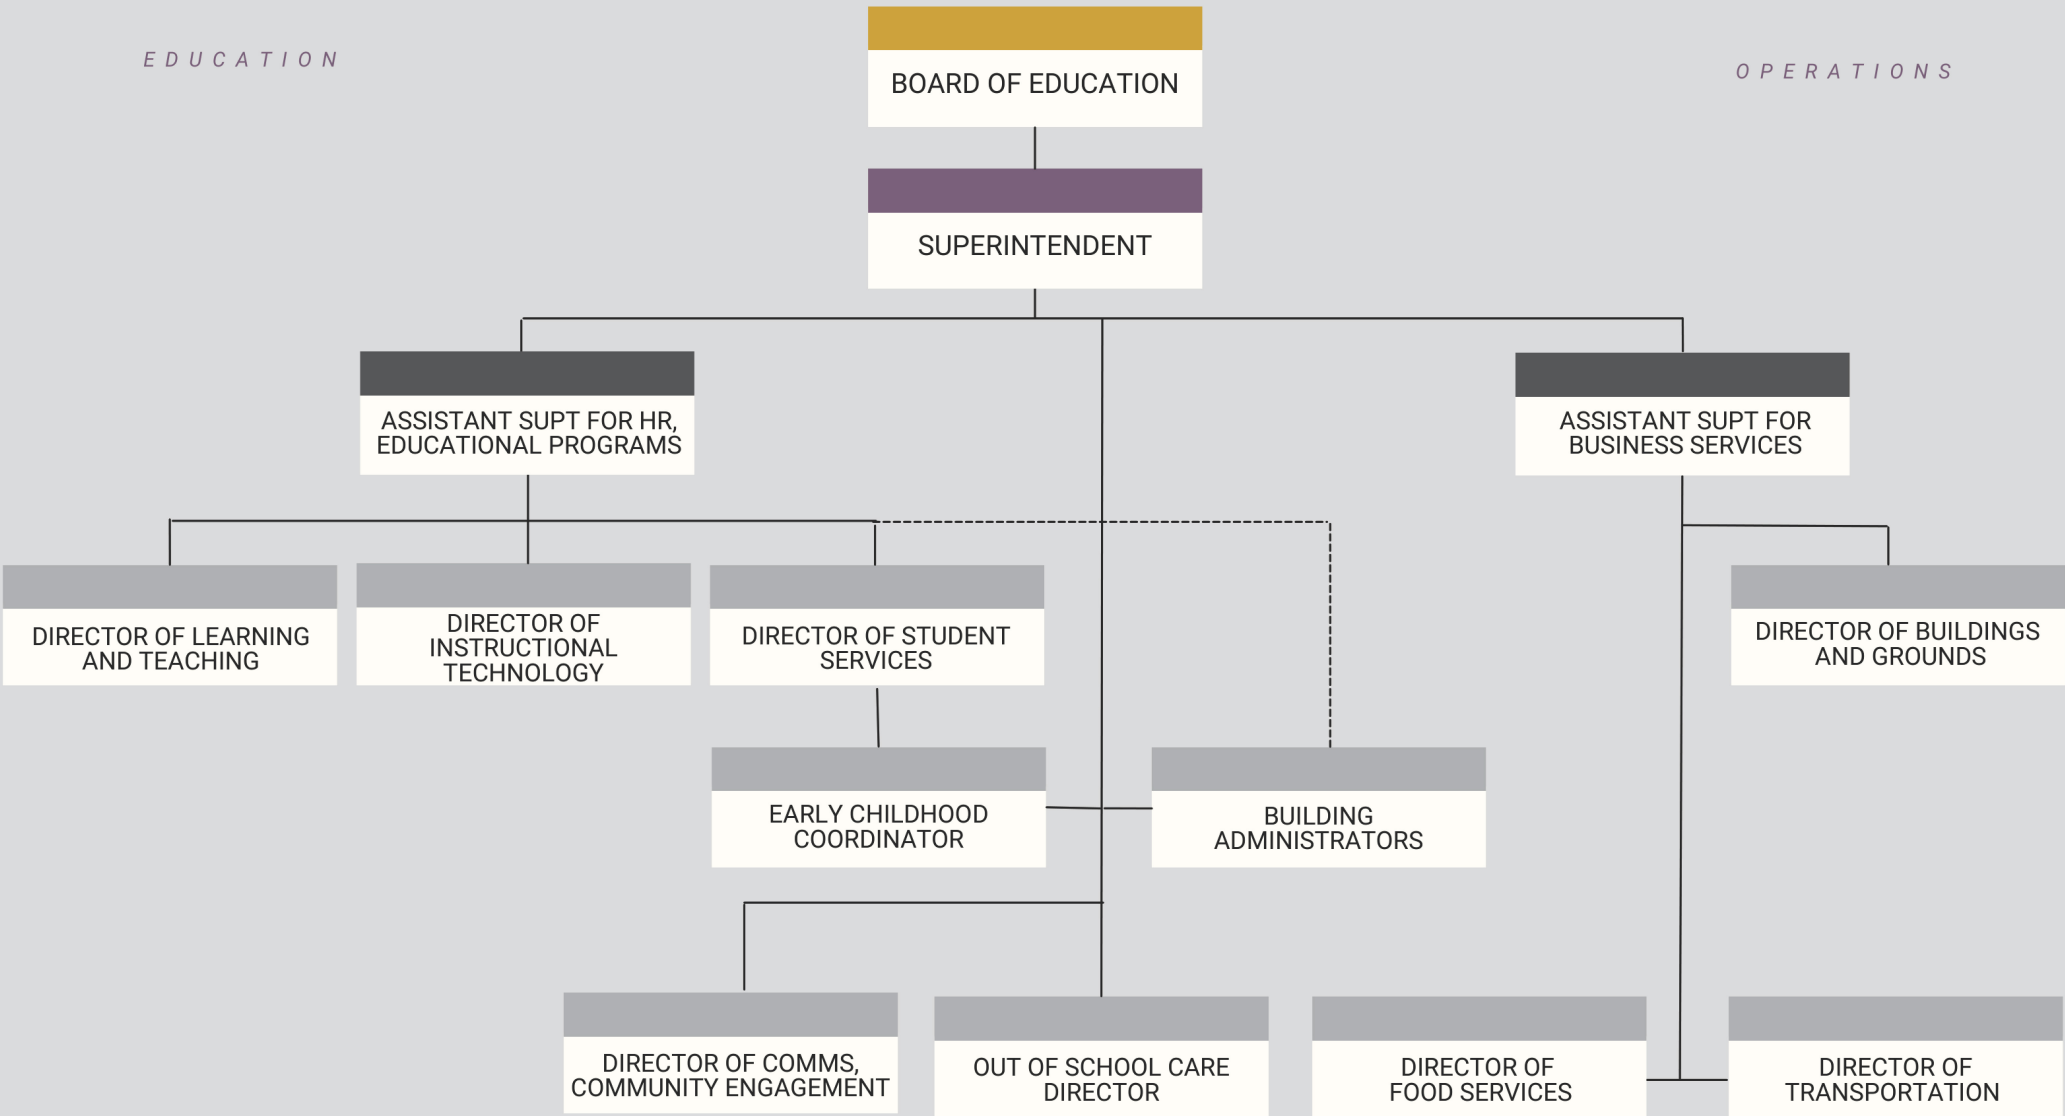 EDUCATION
OPERATIONS
BOARD OF EDUCATION
SUPERINTENDENT
ASSISTANT SUPT FOR HR,
EDUCATIONAL PROGRAMS
ASSISTANT SUPT FOR
BUSINESS SERVICES
DIRECTOR OF LEARNING
AND TEACHING
DIRECTOR OF
INSTRUCTIONAL
TECHNOLOGY
DIRECTOR OF STUDENT
SERVICES
DIRECTOR OF BUILDINGS
AND GROUNDS
EARLY CHILDHOOD
COORDINATOR
BUILDING
ADMINISTRATORS
DIRECTOR OF COMMS,
COMMUNITY ENGAGEMENT
OUT OF SCHOOL CARE
DIRECTOR
DIRECTOR OF
FOOD SERVICES
DIRECTOR OF
TRANSPORTATION